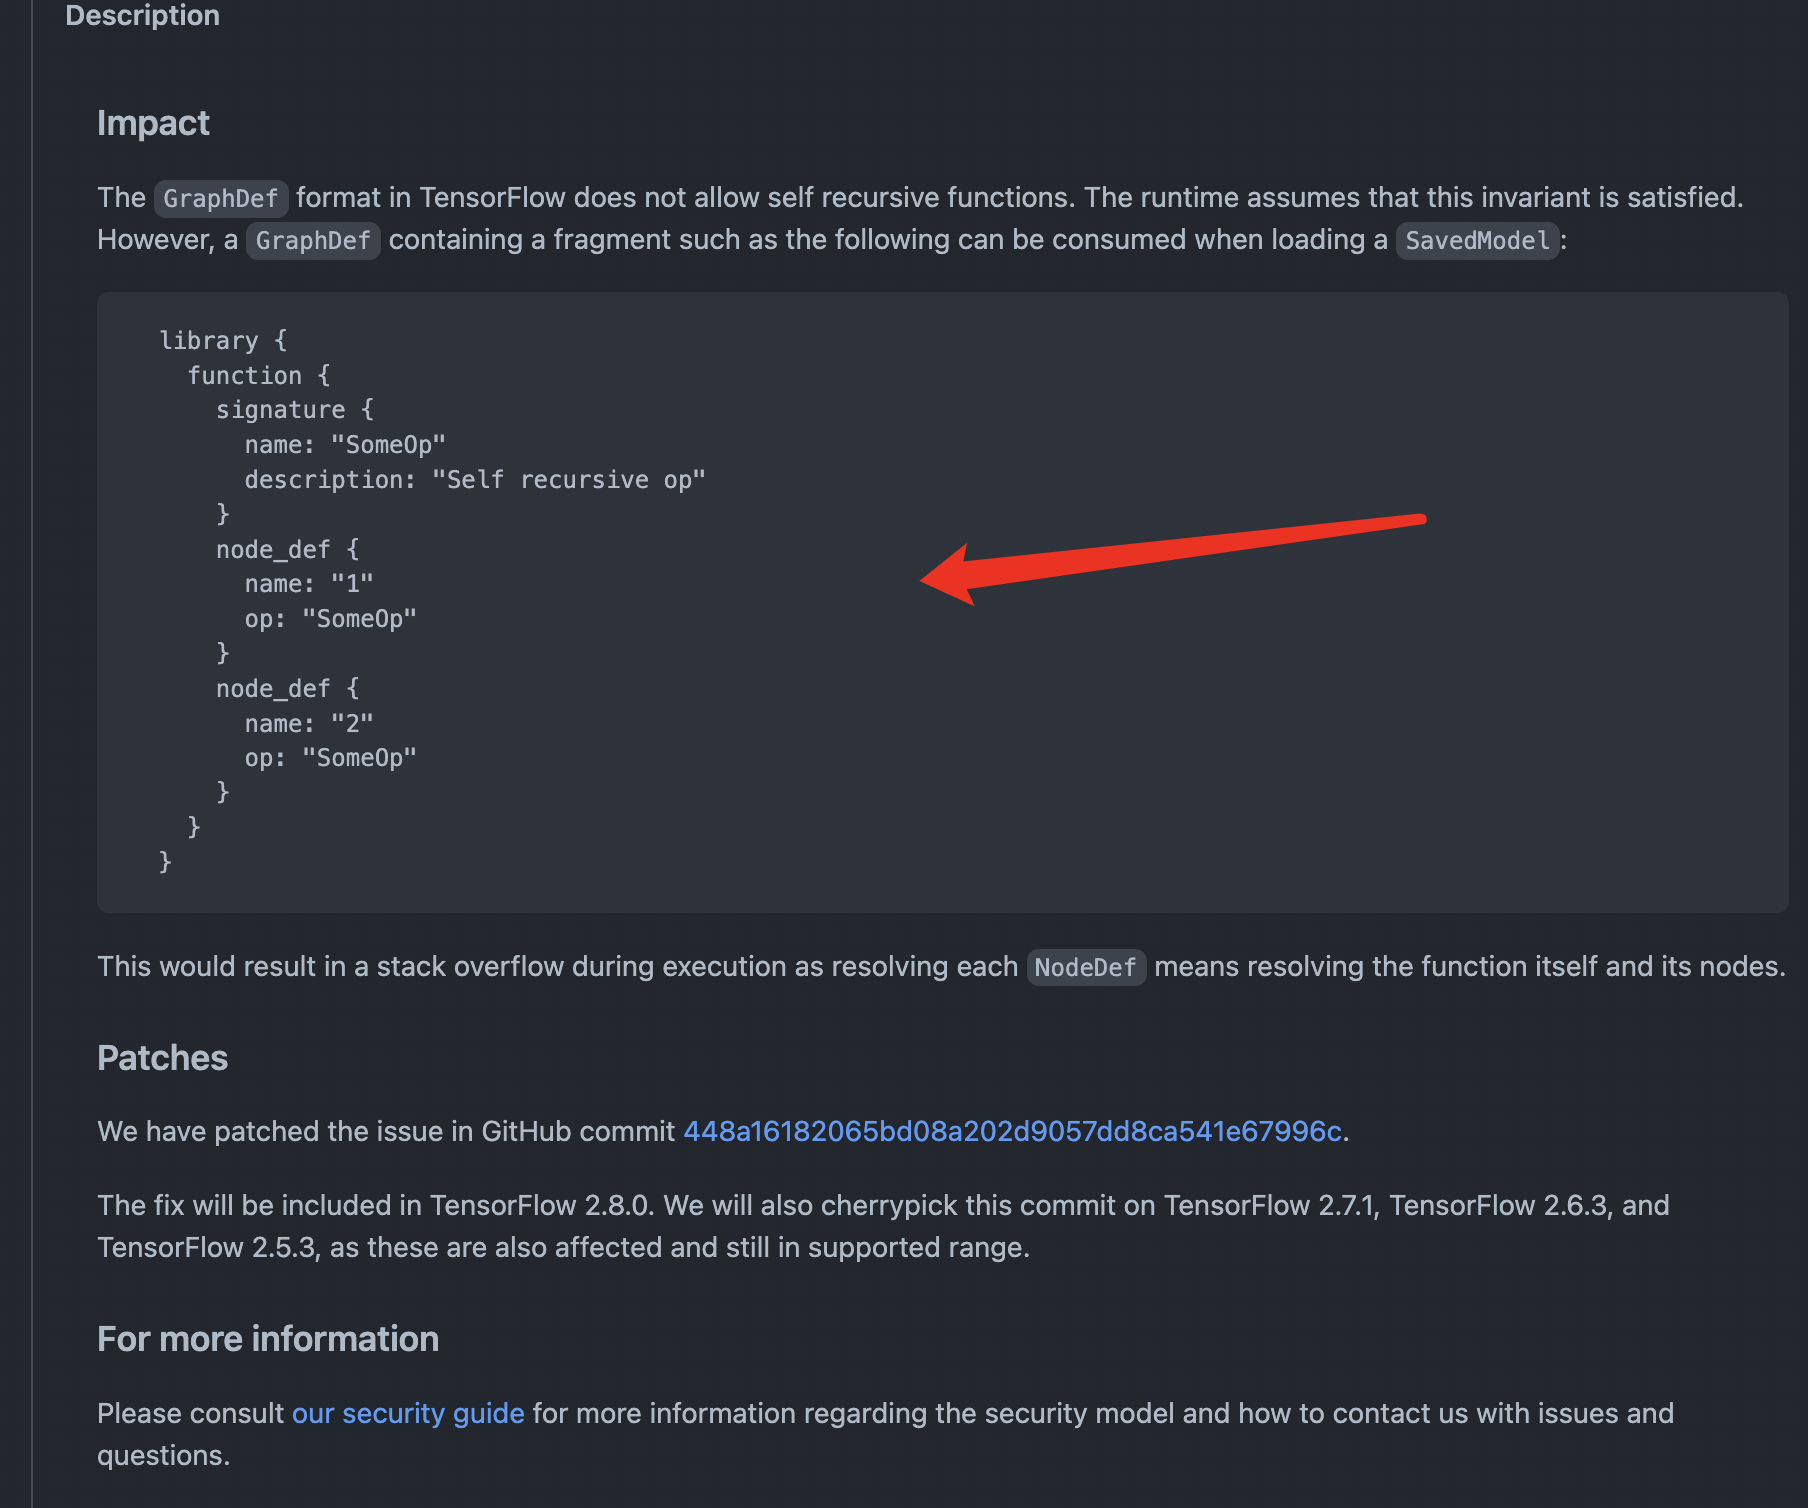 Description
Impact
The GraphDef format in TensorFlow does not allow self recursive functions. The runtime assumes that this invariant is satisfied.
However, a GraphDef containing a fragment such as the following can be consumed when loading a SavedModel:
library {
function {
signature {
name: "SomeOp"
description: "Self recursive op"
}
node_def {
name: "1"
op: "SomeOp"
}
node_def {
name: "2"
op: "SomeOp"
}
}
}
This would result in a stack overflow during execution as resolving each NodeDef means resolving the function itself and its nodes.
Patches
We have patched the issue in GitHub commit 448a16182065bd08a202d9057dd8ca541e67996c.
The fix will be included in TensorFlow 2.8.0. We will also cherrypick this commit on TensorFlow 2.7.1, TensorFlow 2.6.3, and
TensorFlow 2.5.3, as these are also affected and still in supported range.
For more information
Please consult our security guide for more information regarding the security model and how to contact us with issues and
questions.